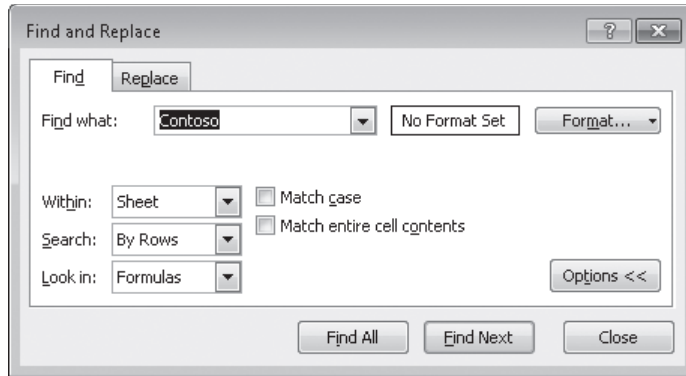 Find and Replace
Find Replace
Find what: Contoso No Format Set Format...
Within: Sheet Match case
Match entire cell contents
Search: By Rows
Look in: Formulas Options <<
Find All Find Next Close